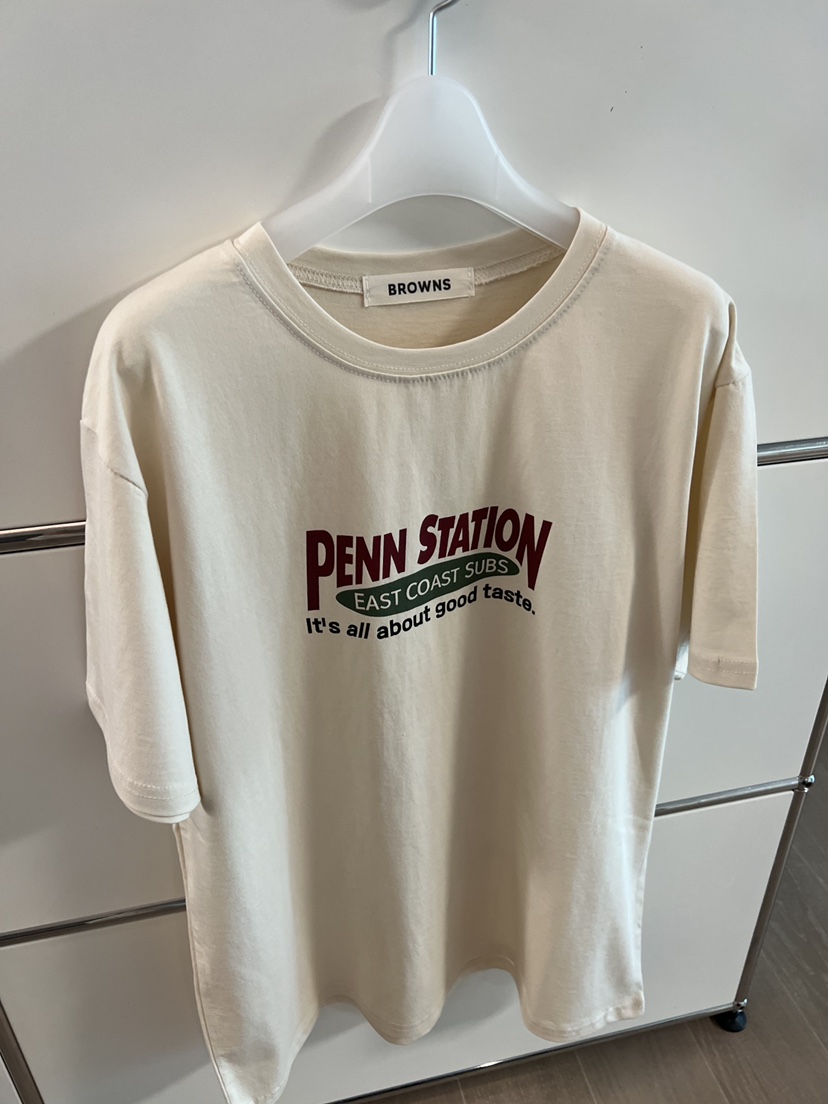 BROWNS
PENN STATION
EAST COAST SUBS
It's all about good taste.